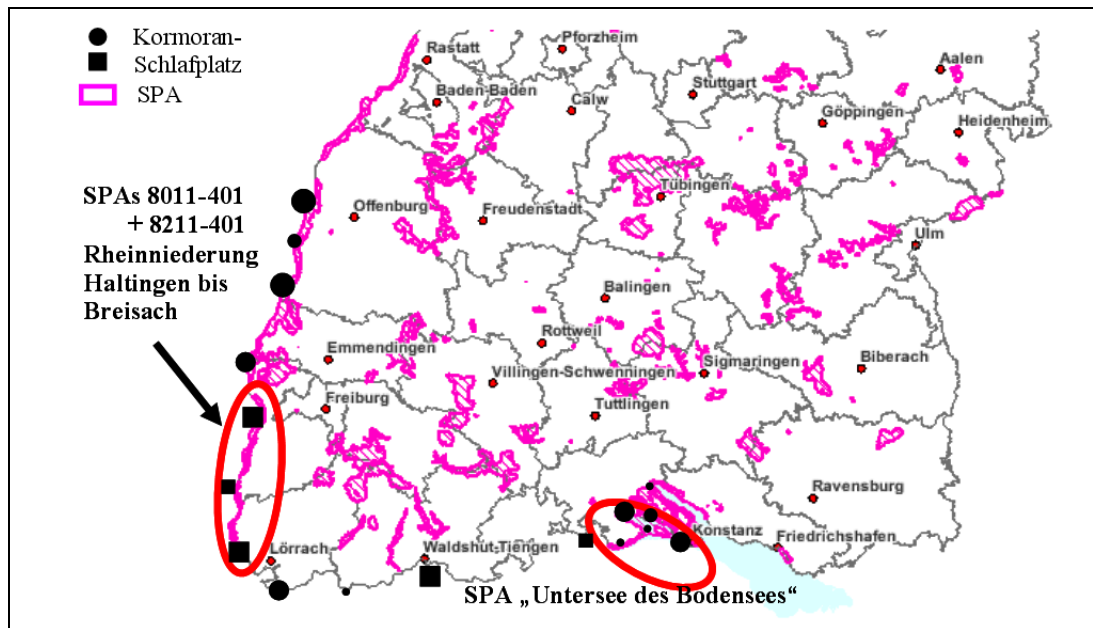 Kormoran-
Schlafplatz
SPA
SPAs 8011-401
+ 8211-401
Rheinniederung
Haltingen bis
Breisach
Rastatt
Pforzheim
Baden-Baden
Calw
Stuttgart
Aalen
Göppingen
Heidenheim
Offenburg
Freudenstadt
Tübingen
Ulm
Balingen
Rottweil
Emmendingen
Villingen-Schwenningen
Sigmaringen
Biberach
Freiburg
Tuttlingen
Ravensburg
Konstanz
Friedrichshafen
Lörrach
Waldshut-Tiengen
SPA „Untersee des Bodensees“